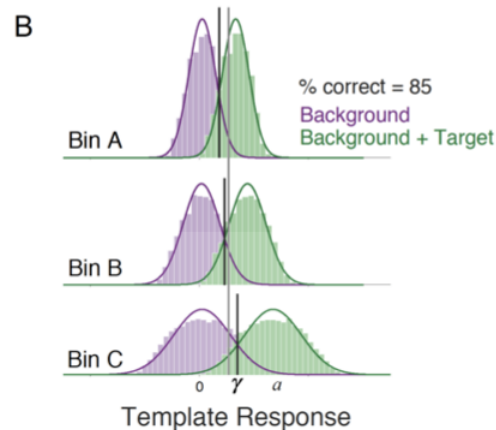 B
% correct = 85
Background
Background + Target
Bin A
Bin B
Bin C
0 γ a
Template Response